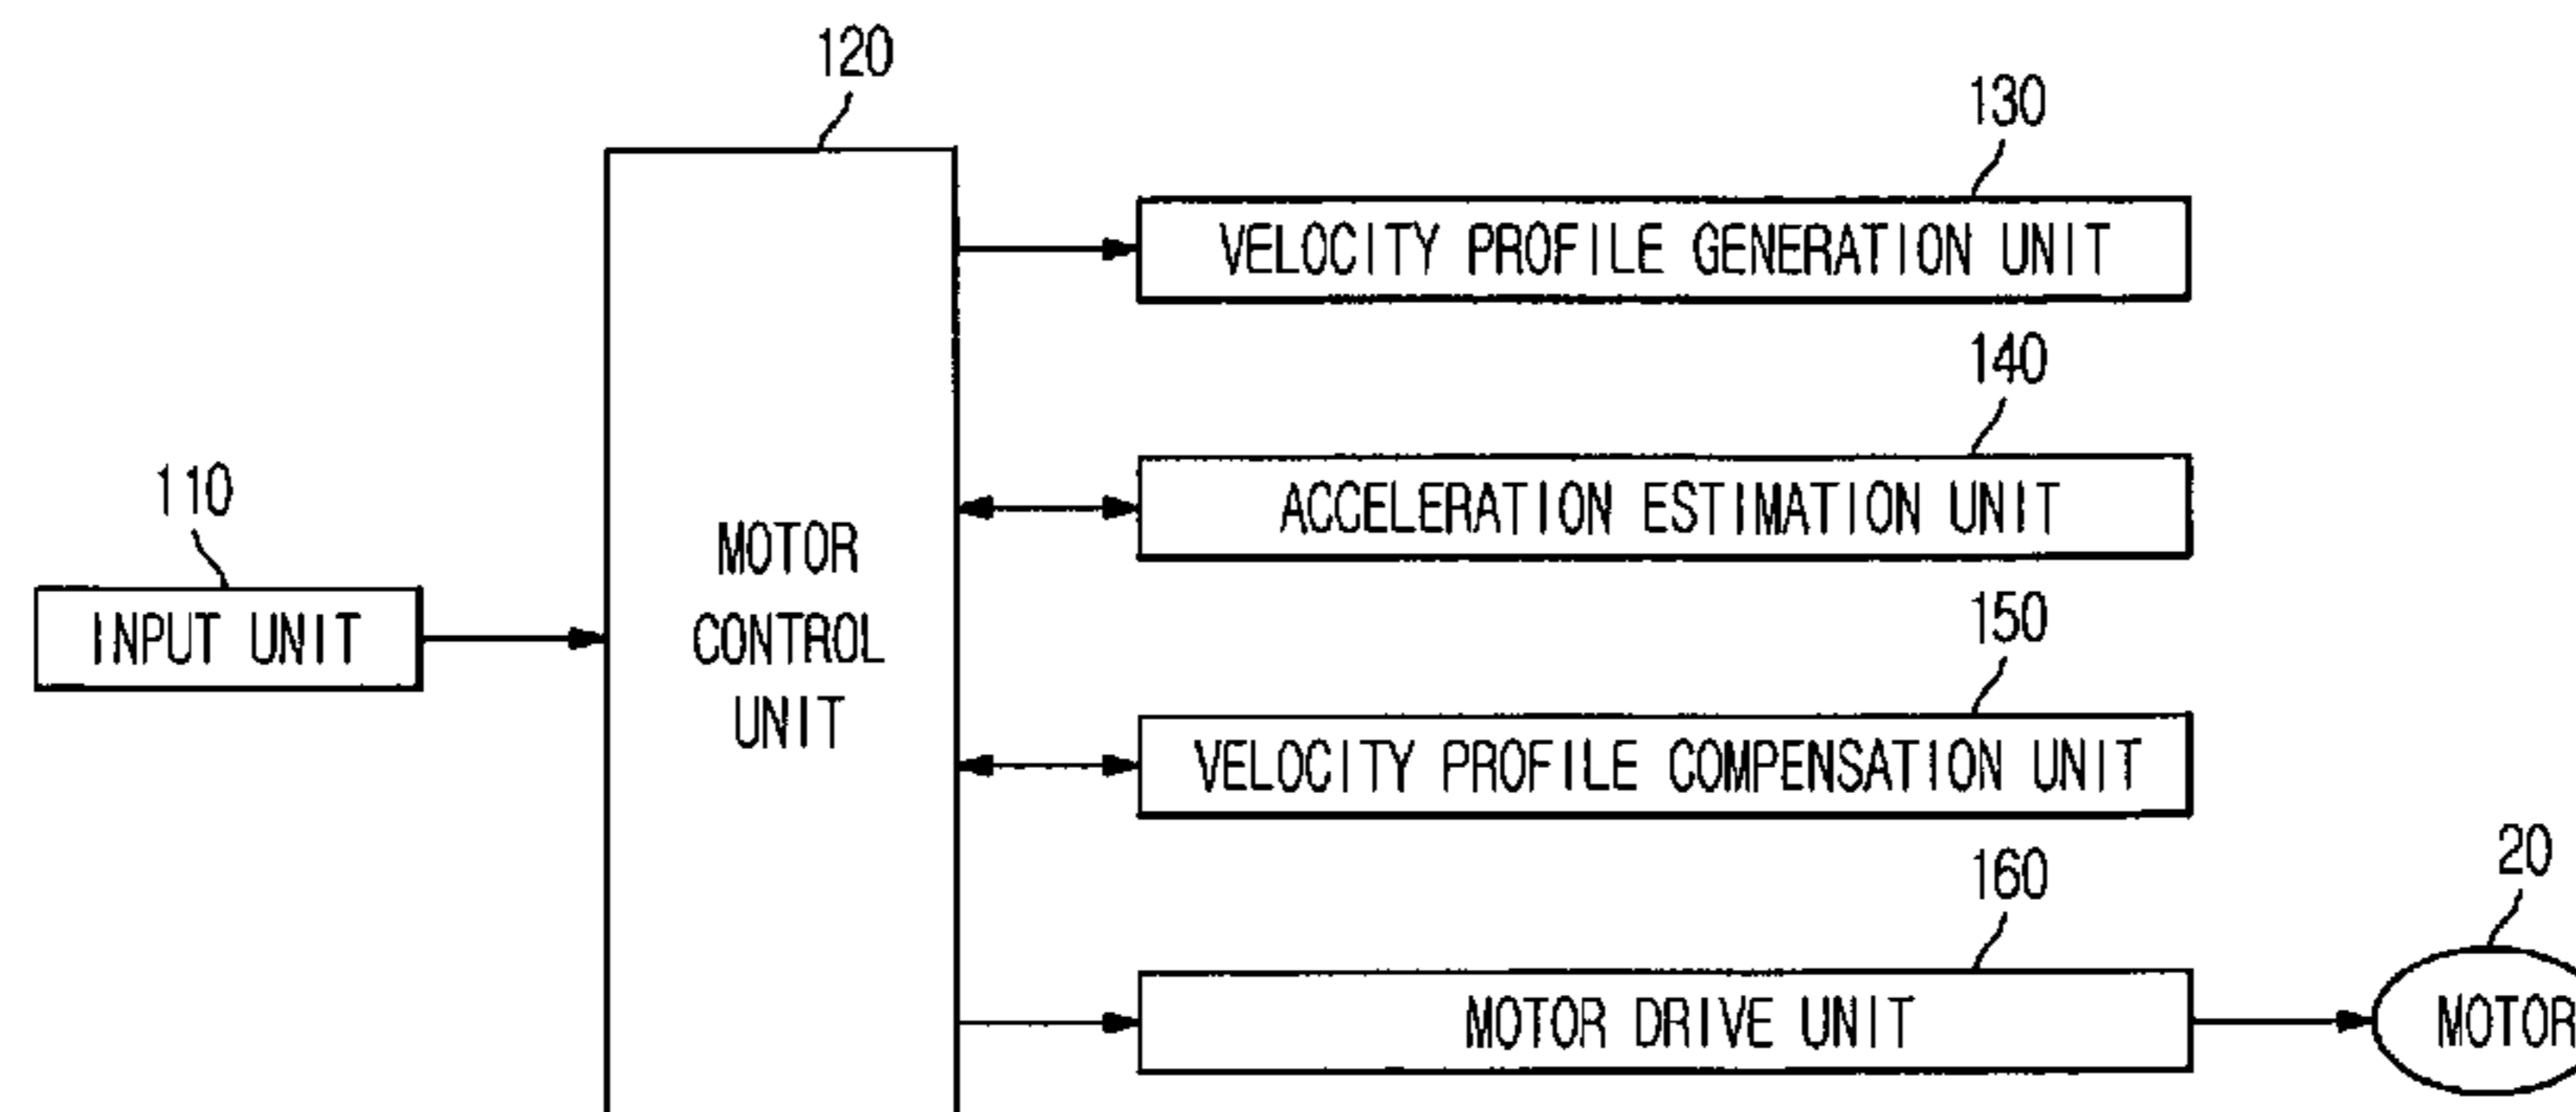 120
130
VELOCITY PROFILE GENERATION UNIT
140
ACCELERATION ESTIMATION UNIT
110
INPUT UNIT
MOTOR
CONTROL
UNIT
150
VELOCITY PROFILE COMPENSATION UNIT
160
MOTOR DRIVE UNIT
20
MOTOR